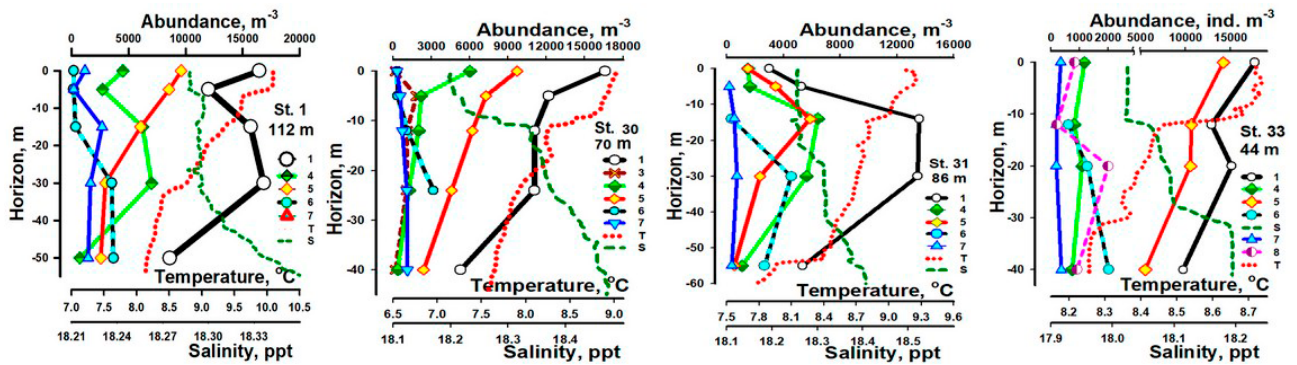 Abundance, m-3
0 5000 10000 15000 20000
Horizon, m
0
-10
-20
-30
-40
-50
St. 1
112 m
1
4
5
6
7
T
S
Temperature, °C
7.0 7.5 8.0 8.5 9.0 9.5 10.0 10.5
18.21 18.24 18.27 18.30 18.33
Salinity, ppt
Abundance, m-3
0 3000 6000 9000 12000 15000 18000
Horizon, m
0
-10
-20
-30
-40
St. 30
70 m
1
3
4
5
6
7
T
S
Temperature, °C
6.5 7.0 7.5 8.0 8.5 9.0
18.1 18.2 18.3 18.4
Salinity, ppt
Abundance, m-3
0 4000 8000 12000 16000
Horizon, m
0
-10
-20
-30
-40
-50
-60
St. 31
86 m
1
4
5
6
7
T
S
Temperature, °C
7.5 7.8 8.1 8.4 8.7 9.0 9.3 9.6
18.1 18.2 18.3 18.4 18.5
Salinity, ppt
Abundance, ind. m-3
0 1000 2000 5000 10000 15000
Horizon, m
0
-10
-20
-30
-40
St. 33
44 m
1
4
5
6
S
7
8
T
Temperature, °C
8.2 8.3 8.4 8.5 8.6 8.7
17.9 18.0 18.1 18.2
Salinity, ppt